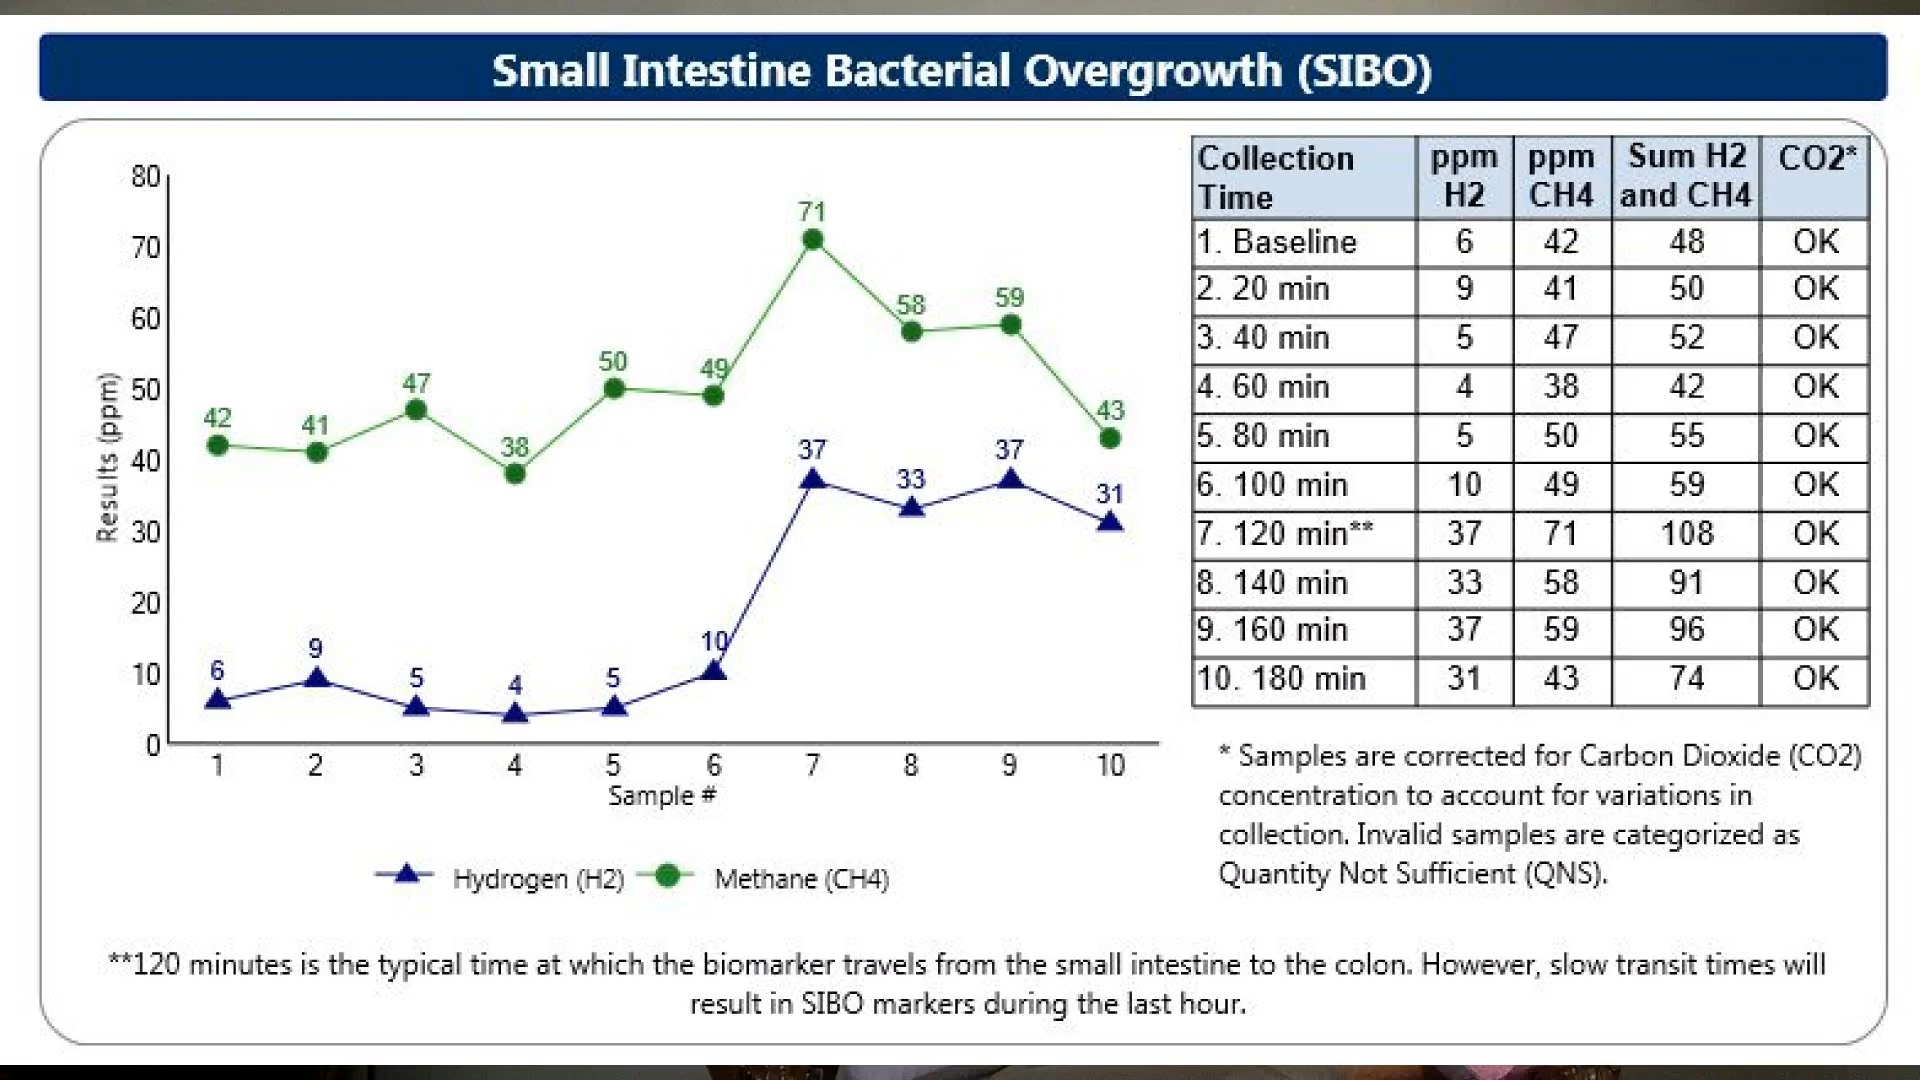 Small Intestine Bacterial Overgrowth (SIBO)
80
70
60
50
40
30
20
10
0
Results (ppm)
42
41
47
38
50
49
71
58
59
43
6
9
5
4
5
10
37
33
37
31
1 2 3 4 5 6 7 8 9 10
Sample #
Hydrogen (H2) Methane (CH4)
Collection Time ppm H2 ppm CH4 Sum H2 and CH4 CO2*
1. Baseline 6 42 48 OK
2. 20 min 9 41 50 OK
3. 40 min 5 47 52 OK
4. 60 min 4 38 42 OK
5. 80 min 5 50 55 OK
6. 100 min 10 49 59 OK
7. 120 min** 37 71 108 OK
8. 140 min 33 58 91 OK
9. 160 min 37 59 96 OK
10. 180 min 31 43 74 OK
* Samples are corrected for Carbon Dioxide (CO2)
concentration to account for variations in
collection. Invalid samples are categorized as
Quantity Not Sufficient (QNS).
**120 minutes is the typical time at which the biomarker travels from the small intestine to the colon. However, slow transit times will
result in SIBO markers during the last hour.